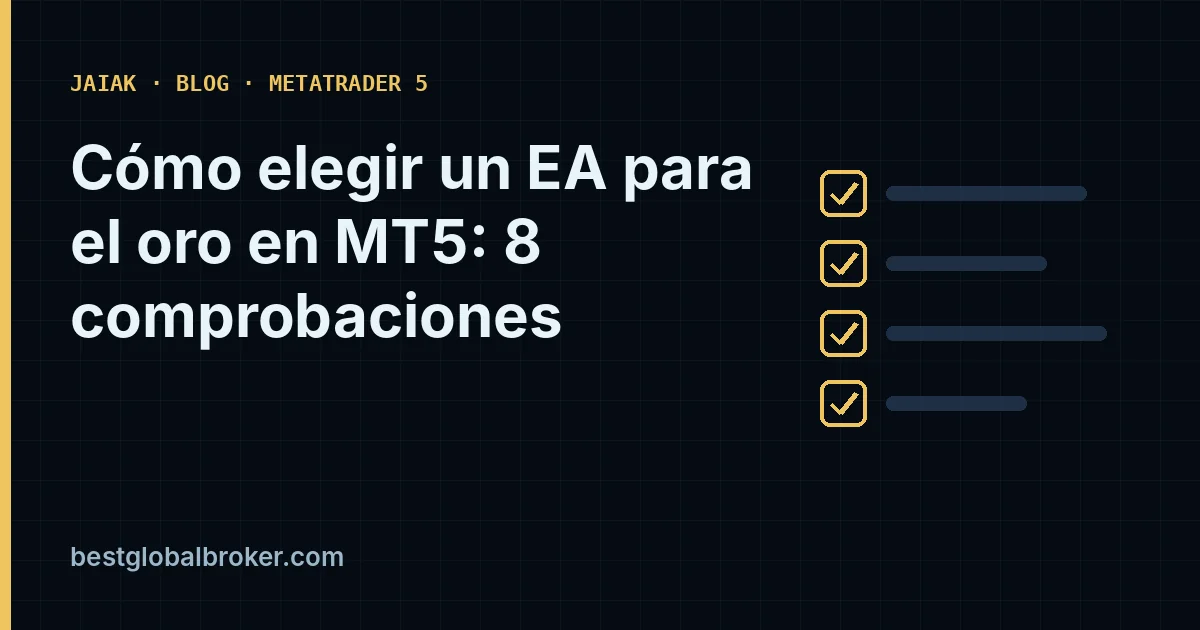 JAIAK · BLOG · METATRADER 5
Cómo elegir un EA para
el oro en MT5: 8
comprobaciones
bestglobalbroker.com